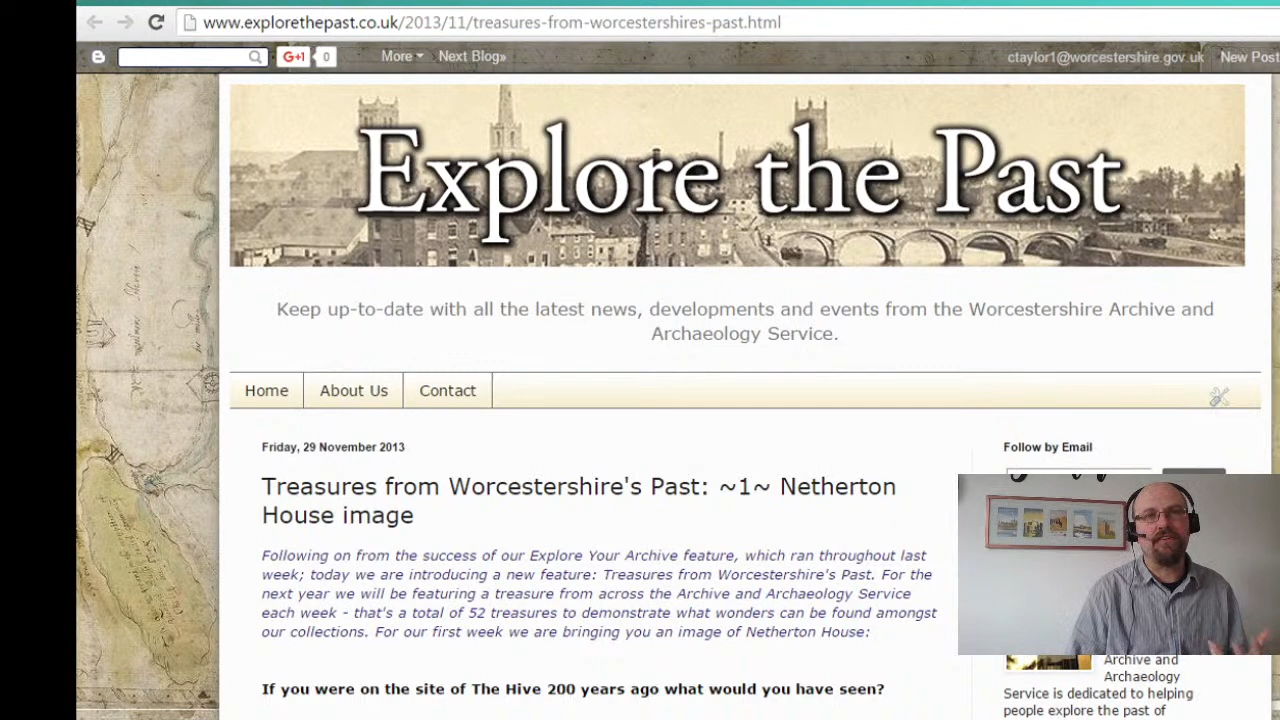 www.explorethepast.co.uk/2013/11/treasures-from-worcestershires-past.html
G+1 0 More Next Blog» ctaylor1@worcestershire.gov.uk New Post
Explore the Past
Keep up-to-date with all the latest news, developments and events from the Worcestershire Archive and
Archaeology Service.
Home About Us Contact
Friday, 29 November 2013
Treasures from Worcestershire's Past: ~1~ Netherton
House image
Following on from the success of our Explore Your Archive feature, which ran throughout last
week; today we are introducing a new feature: Treasures from Worcestershire's Past. For the
next year we will be featuring a treasure from across the Archive and Archaeology Service
each week - that's a total of 52 treasures to demonstrate what wonders can be found amongst
our collections. For our first week we are bringing you an image of Netherton House:
If you were on the site of The Hive 200 years ago what would you have seen?
Follow by Email
Archive and
Archaeology
Service is dedicated to helping
people explore the past of